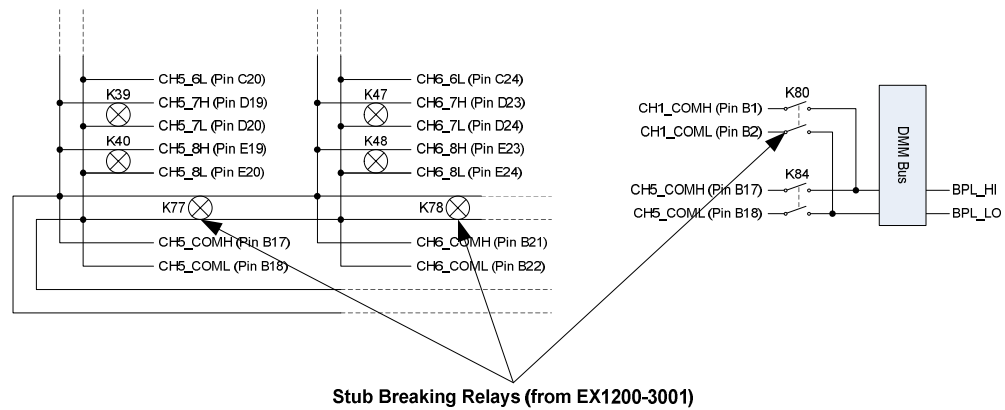 CH5_6L (Pin C20)
K39
CH5_7H (Pin D19)
CH5_7L (Pin D20)
K40
CH5_8H (Pin E19)
CH5_8L (Pin E20)
K77
CH5_COMH (Pin B17)
CH5_COML (Pin B18)
CH6_6L (Pin C24)
K47
CH6_7H (Pin D23)
CH6_7L (Pin D24)
K48
CH6_8H (Pin E23)
CH6_8L (Pin E24)
K78
CH6_COMH (Pin B21)
CH6_COML (Pin B22)
K80
CH1_COMH (Pin B1)
CH1_COML (Pin B2)
K84
CH5_COMH (Pin B17)
CH5_COML (Pin B18)
DMM Bus
BPL_HI
BPL_LO
Stub Breaking Relays (from EX1200-3001)